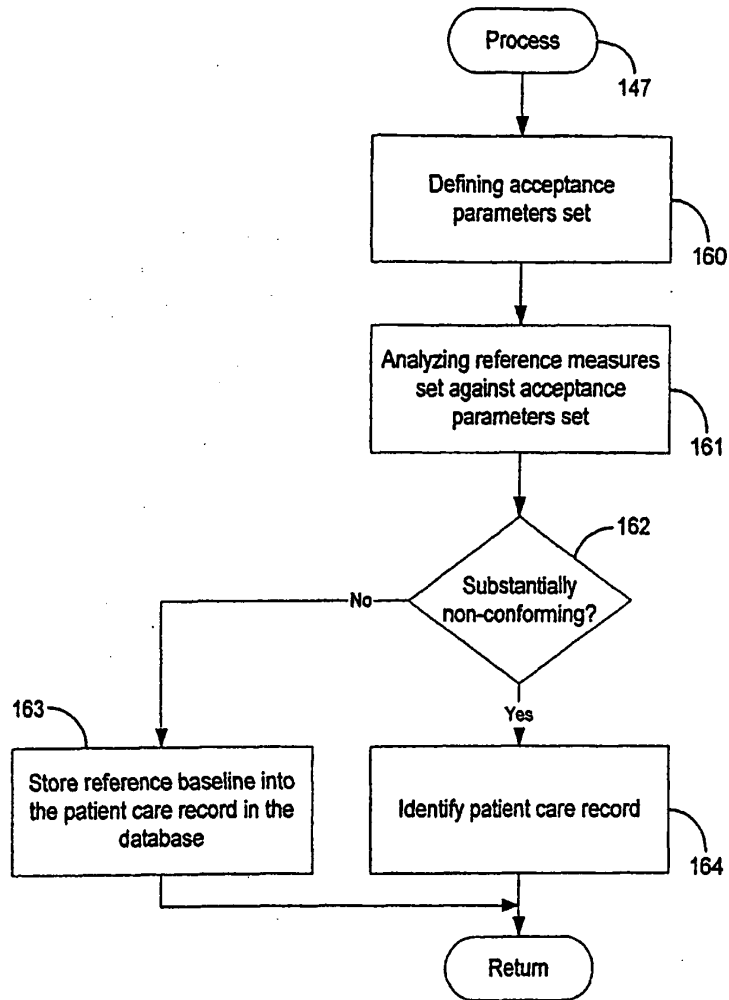 Process
147
Defining acceptance
parameters set
160
Analyzing reference measures
set against acceptance
parameters set
161
162
Substantially
non-conforming?
No
Yes
163
Store reference baseline into
the patient care record in the
database
Identify patient care record
164
Return